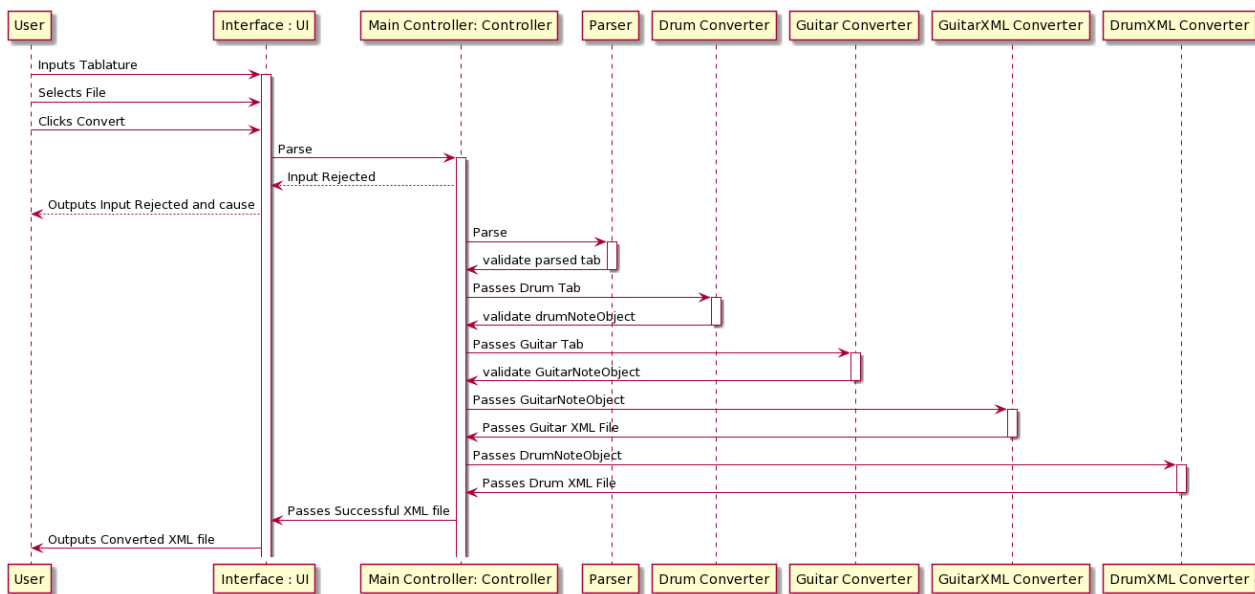 User
Interface : UI
Main Controller: Controller
Parser
Drum Converter
Guitar Converter
GuitarXML Converter
DrumXML Converter
Inputs Tablature
Selects File
Clicks Convert
Parse
Input Rejected
Outputs Input Rejected and cause
Parse
validate parsed tab
Passes Drum Tab
validate drumNoteObject
Passes Guitar Tab
validate GuitarNoteObject
Passes GuitarNoteObject
Passes Guitar XML File
Passes DrumNoteObject
Passes Drum XML File
Passes Successful XML file
Outputs Converted XML file
User
Interface : UI
Main Controller: Controller
Parser
Drum Converter
Guitar Converter
GuitarXML Converter
DrumXML Converter